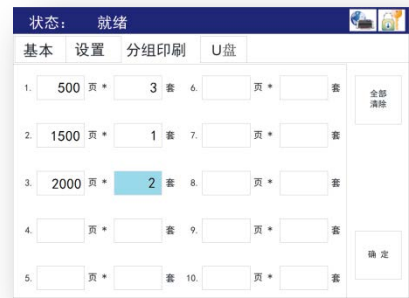 状态: 就绪
基本 设置 分组印刷 U盘
1. 500 页 * 3 套 6. 页 * 套
全部
清除
2. 1500 页 * 1 套 7. 页 * 套
3. 2000 页 * 2 套 8. 页 * 套
4. 页 * 套 9. 页 * 套
确 定
5. 页 * 套 10. 页 * 套